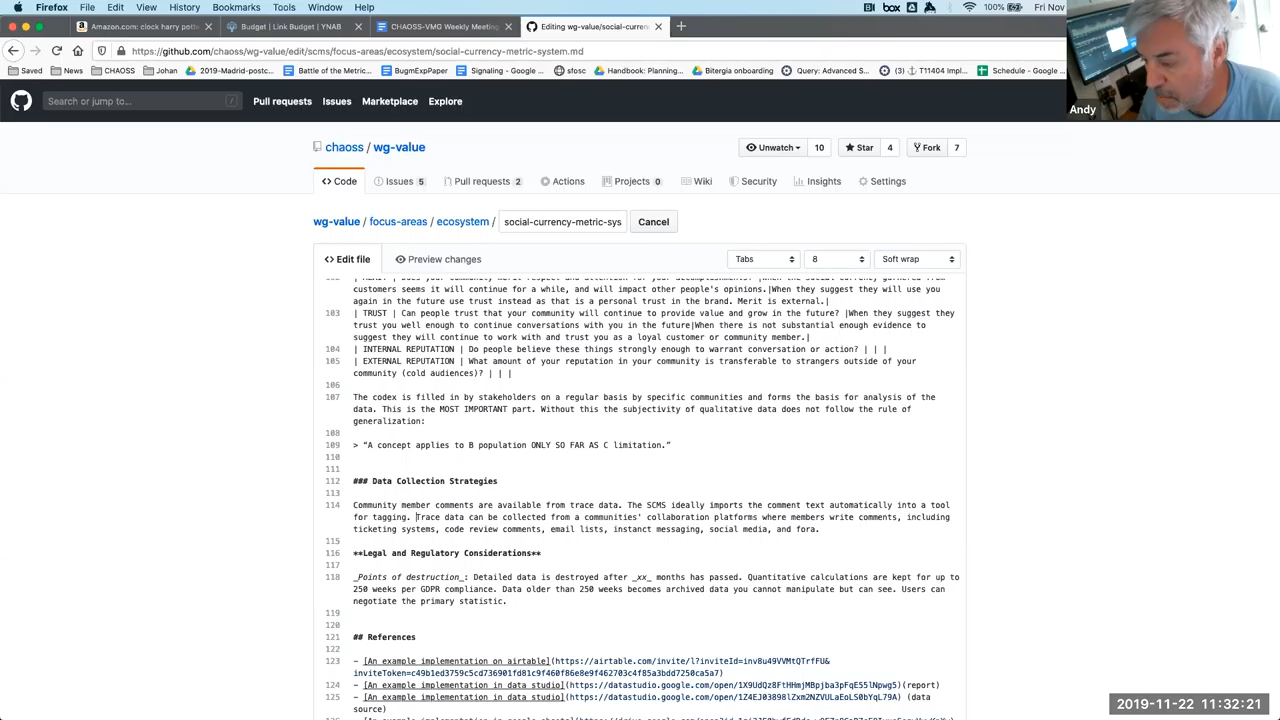 Firefox File Edit View History Bookmarks Tools Window Help
box
100%
Fri Nov
Amazon.com: clock harry pott
Budget | Link Budget | YNAB
CHAOSS-VMG Weekly Meeting
Editing wg-value/social-curren
https://github.com/chaoss/wg-value/edit/scms/focus-areas/ecosystem/social-currency-metric-system.md
Saved News CHAOSS Johan 2019-Madrid-postc... Battle of the Metric... BugmExpPaper Signaling - Google ... sfosc Handbook: Planning... Bitergia onboarding Query: Advanced S... (3) T11404 Impl... Schedule - Google ...
Andy
Search or jump to... /
Pull requests Issues Marketplace Explore
chaoss / wg-value
Unwatch 10 Star 4 Fork 7
Code Issues 5 Pull requests 2 Actions Projects 0 Wiki Security Insights Settings
wg-value / focus-areas / ecosystem / social-currency-metric-sys Cancel
Edit file Preview changes Tabs 8 Soft wrap
customers seems it will continue for a while, and will impact other people's opinions.|When they suggest they will use you
again in the future use trust instead as that is a personal trust in the brand. Merit is external.|
103 | TRUST | Can people trust that your community will continue to provide value and grow in the future? |When they suggest they
trust you well enough to continue conversations with you in the future|When there is not substantial enough evidence to
suggest they will continue to work with and trust you as a loyal customer or community member.|
104 | INTERNAL REPUTATION | Do people believe these things strongly enough to warrant conversation or action? | | |
105 | EXTERNAL REPUTATION | What amount of your reputation in your community is transferable to strangers outside of your
community (cold audiences)? | | |
106
107 The codex is filled in by stakeholders on a regular basis by specific communities and forms the basis for analysis of the
data. This is the MOST IMPORTANT part. Without this the subjectivity of qualitative data does not follow the rule of
generalization:
108
109 > “A concept applies to B population ONLY SO FAR AS C limitation.”
110
111
112 ### Data Collection Strategies
113
114 Community member comments are available from trace data. The SCMS ideally imports the comment text automatically into a tool
for tagging. Trace data can be collected from a communities’ collaboration platforms where members write comments, including
ticketing systems, code review comments, email lists, instanct messaging, social media, and fora.
115
116 **Legal and Regulatory Considerations**
117
118 _Points of destruction_: Detailed data is destroyed after _xx_ months has passed. Quantitative calculations are kept for up to
250 weeks per GDPR compliance. Data older than 250 weeks becomes archived data you cannot manipulate but can see. Users can
negotiate the primary statistic.
119
120
121 ## References
122
123 - [An example implementation on airtable](https://airtable.com/invite/l?inviteId=inv8u49VVMtQTrfFU&
124 - [An example implementation in data studio] (report)
125 - [An example implementation in data studio] (data
source)
2019-11-22 11:32:21